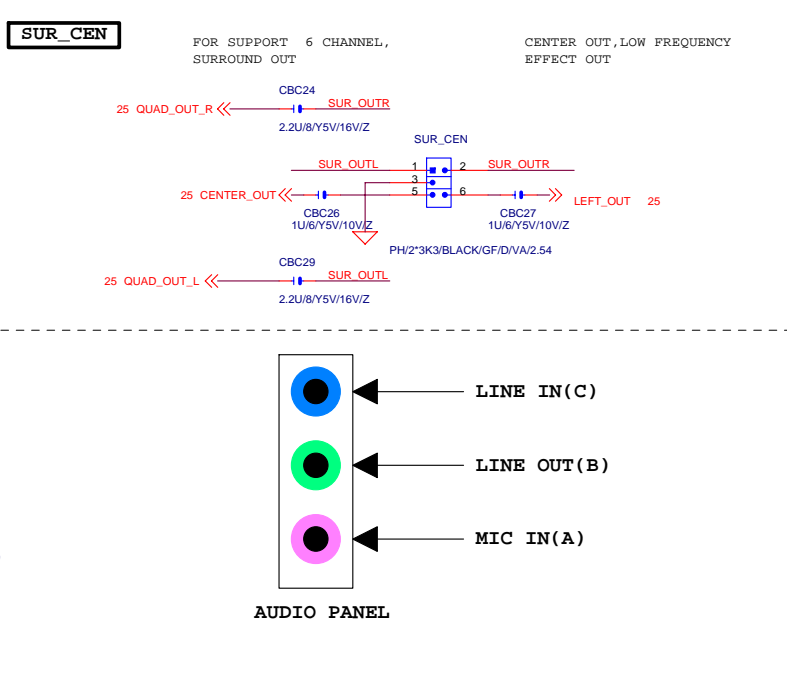 SUR_CEN
FOR SUPPORT 6 CHANNEL,
SURROUND OUT
CENTER OUT,LOW FREQUENCY
EFFECT OUT
CBC24
25 QUAD_OUT_R
SUR_OUTR
2.2U/8/Y5V/16V/Z
SUR_CEN
SUR_OUTL
1
2
SUR_OUTR
3
25 CENTER_OUT
5
6
LEFT_OUT 25
CBC26
1U/6/Y5V/10V/Z
CBC27
1U/6/Y5V/10V/Z
PH/2*3K3/BLACK/GF/D/VA/2.54
CBC29
25 QUAD_OUT_L
SUR_OUTL
2.2U/8/Y5V/16V/Z
LINE IN(C)
LINE OUT(B)
MIC IN(A)
AUDIO PANEL